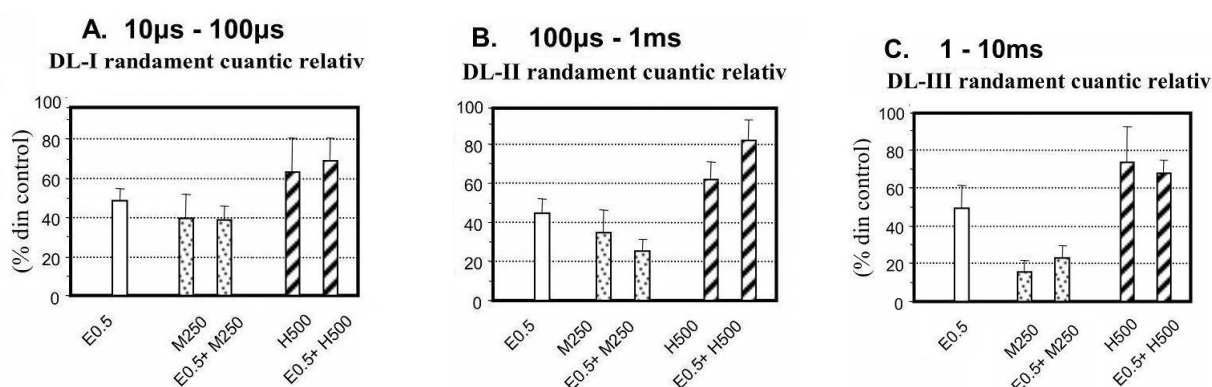 A. 10µs - 100µs
DL-I randament cuantic relativ
(% din control)
100
80
60
40
20
0
E0.5
M250
E0.5+ M250
H500
E0.5+ H500
B. 100µs - 1ms
DL-II randament cuantic relativ
100
80
60
40
20
0
E0.5
M250
E0.5+ M250
H500
E0.5+ H500
C. 1 - 10ms
DL-III randament cuantic relativ
(% din control)
100
80
60
40
20
0
E0.5
M250
E0.5+ M250
H500
E0.5+ H500